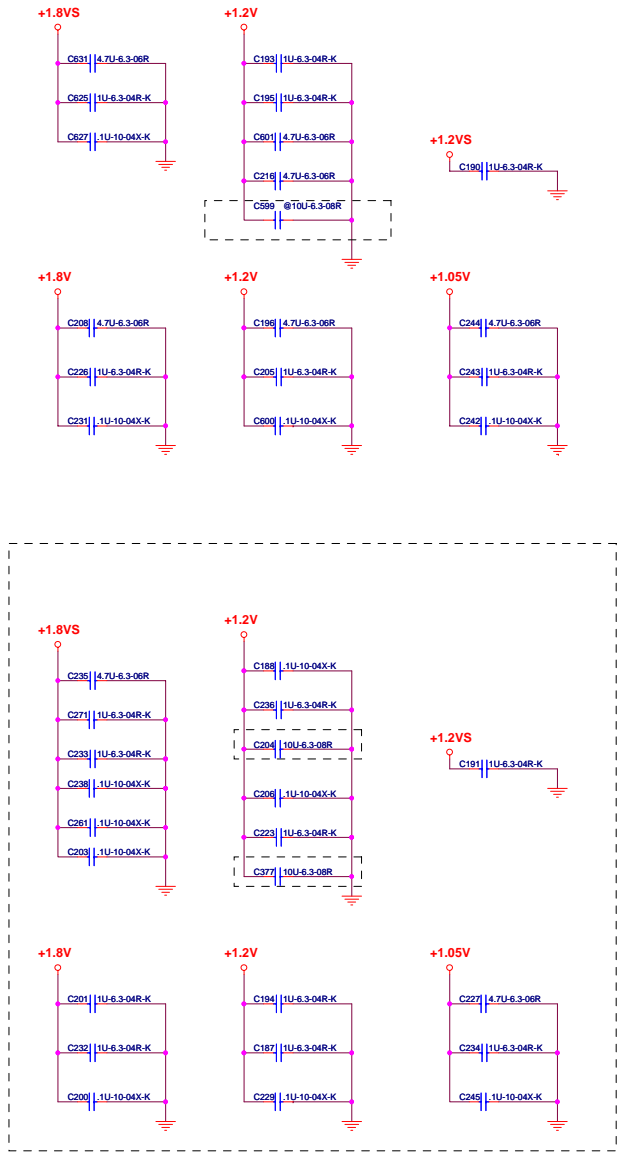 +1.8VS
C631 4.7U-6.3-06R
C625 1U-6.3-04R-K
C627 .1U-10-04X-K
+1.2V
C193 1U-6.3-04R-K
C195 1U-6.3-04R-K
C601 4.7U-6.3-06R
C216 4.7U-6.3-06R
C599 @10U-6.3-08R
+1.2VS
C190 1U-6.3-04R-K
+1.8V
C208 4.7U-6.3-06R
C226 1U-6.3-04R-K
C231 .1U-10-04X-K
+1.2V
C196 4.7U-6.3-06R
C205 1U-6.3-04R-K
C600 .1U-10-04X-K
+1.05V
C244 4.7U-6.3-06R
C243 1U-6.3-04R-K
C242 .1U-10-04X-K
+1.8VS
C235 4.7U-6.3-06R
C271 1U-6.3-04R-K
C233 1U-6.3-04R-K
C238 .1U-10-04X-K
C261 .1U-10-04X-K
C203 .1U-10-04X-K
+1.2V
C188 .1U-10-04X-K
C236 1U-6.3-04R-K
C204 10U-6.3-08R
C206 .1U-10-04X-K
C223 1U-6.3-04R-K
C377 10U-6.3-08R
+1.2VS
C191 1U-6.3-04R-K
+1.8V
C201 1U-6.3-04R-K
C232 1U-6.3-04R-K
C200 .1U-10-04X-K
+1.2V
C194 1U-6.3-04R-K
C187 1U-6.3-04R-K
C229 .1U-10-04X-K
+1.05V
C227 4.7U-6.3-06R
C234 1U-6.3-04R-K
C245 .1U-10-04X-K